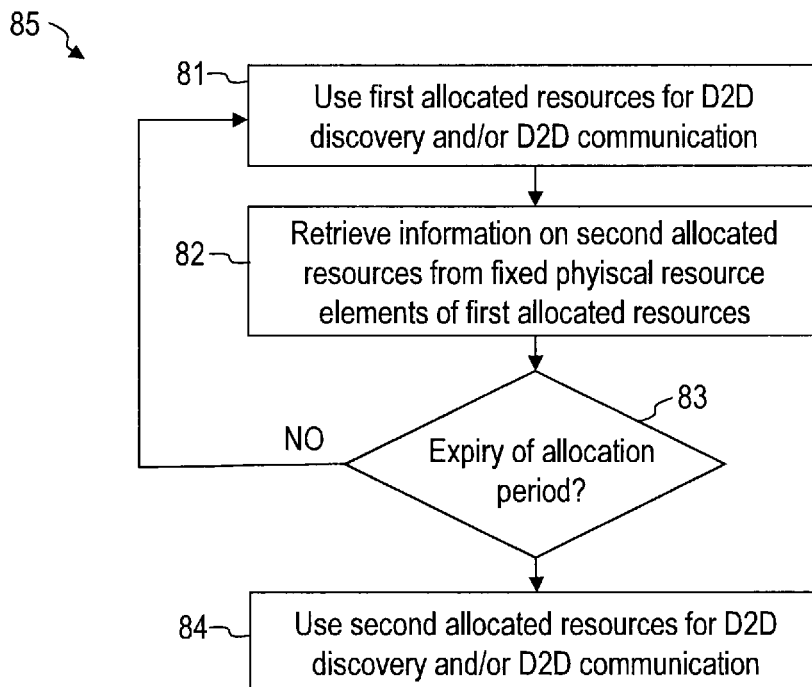 85
81
Use first allocated resources for D2D
discovery and/or D2D communication
82
Retrieve information on second allocated
resources from fixed phyiscal resource
elements of first allocated resources
83
NO
Expiry of allocation
period?
84
Use second allocated resources for D2D
discovery and/or D2D communication